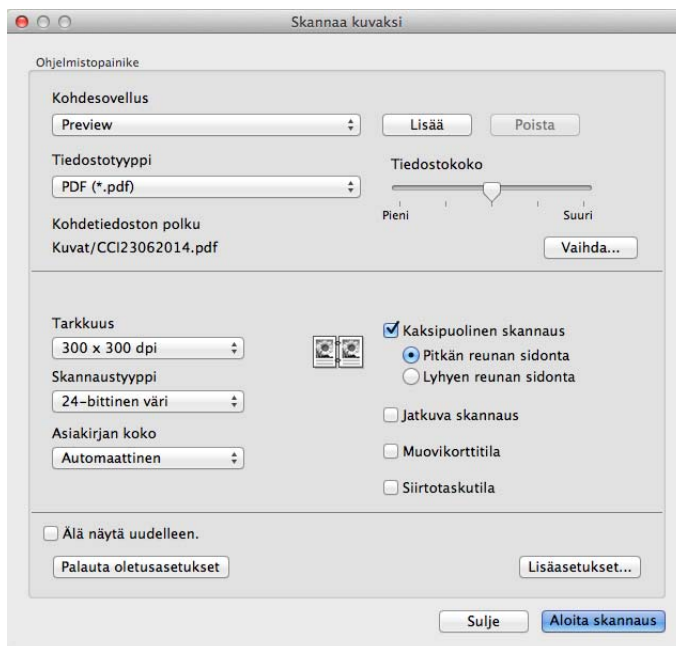 Skannaa kuvaksi
Ohjelmistopainike
Kohdesovellus
Preview
Lisää
Poista
Tiedostotyyppi
PDF (*.pdf)
Tiedostokoko
Pieni
Suuri
Kohdetiedoston polku
Kuvat/CCI23062014.pdf
Vaihda...
Tarkkuus
300 x 300 dpi
Skannaustyyppi
24-bittinen väri
Asiakirjan koko
Automaattinen
Kaksipuolinen skannaus
Pitkän reunan sidonta
Lyhyen reunan sidonta
Jatkuva skannaus
Muovikorttitila
Siirtotaskutila
Älä näytä uudelleen.
Palauta oletusasetukset
Lisäasetukset...
Sulje
Aloita skannaus